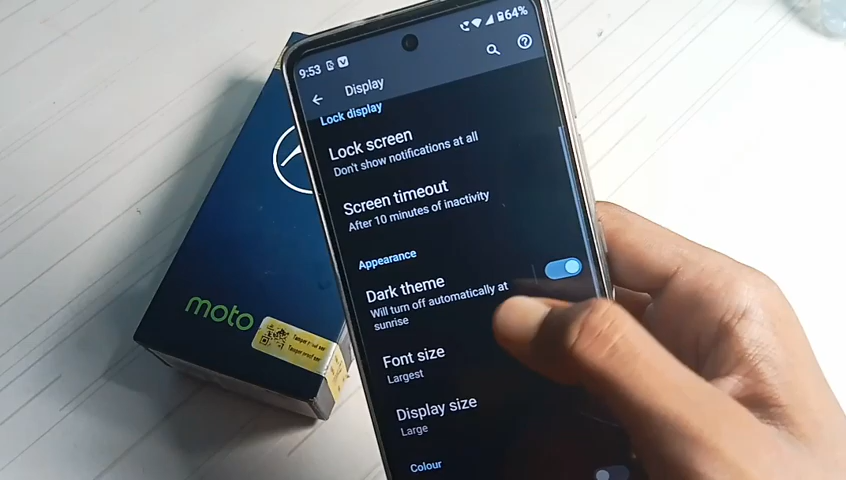 9:53
64%
Display
Lock display
Lock screen
Don't show notifications at all
Screen timeout
After 10 minutes of inactivity
Appearance
Dark theme
Will turn off automatically at
sunrise
Font size
Largest
Display size
Large
Colour
moto